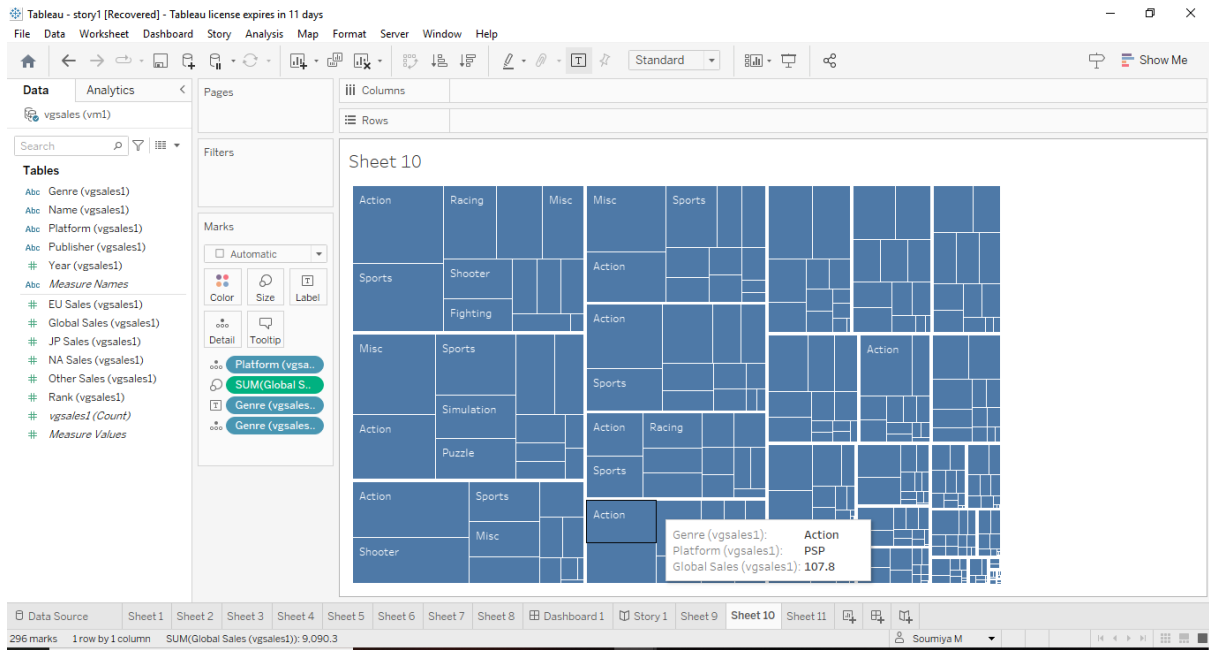 Tableau - story1 [Recovered] - Tableau license expires in 11 days
File Data Worksheet Dashboard Story Analysis Map Format Server Window Help
Standard
Show Me
Data Analytics
vgsales (vm1)
Search
Tables
Abc Genre (vgsales1)
Abc Name (vgsales1)
Abc Platform (vgsales1)
Abc Publisher (vgsales1)
# Year (vgsales1)
Abc Measure Names
# EU Sales (vgsales1)
# Global Sales (vgsales1)
# JP Sales (vgsales1)
# NA Sales (vgsales1)
# Other Sales (vgsales1)
# Rank (vgsales1)
# vgsales1 (Count)
# Measure Values
Pages
Filters
Marks
Automatic
Color Size Label
Detail Tooltip
Platform (vgsa..
SUM(Global S..
Genre (vgsales..
Genre (vgsales..
Columns
Rows
Sheet 10
Action Racing Misc Misc Sports
Sports Shooter Action
Fighting Action
Misc Sports Action
Sports
Action Simulation Action Racing
Puzzle Sports
Action Sports Action
Shooter Misc
Genre (vgsales1): Action
Platform (vgsales1): PSP
Global Sales (vgsales1): 107.8
Data Source Sheet 1 Sheet 2 Sheet 3 Sheet 4 Sheet 5 Sheet 6 Sheet 7 Sheet 8 Dashboard 1 Story 1 Sheet 9 Sheet 10 Sheet 11
296 marks 1 row by 1 column SUM(Global Sales (vgsales1)): 9,090.3
Soumiya M